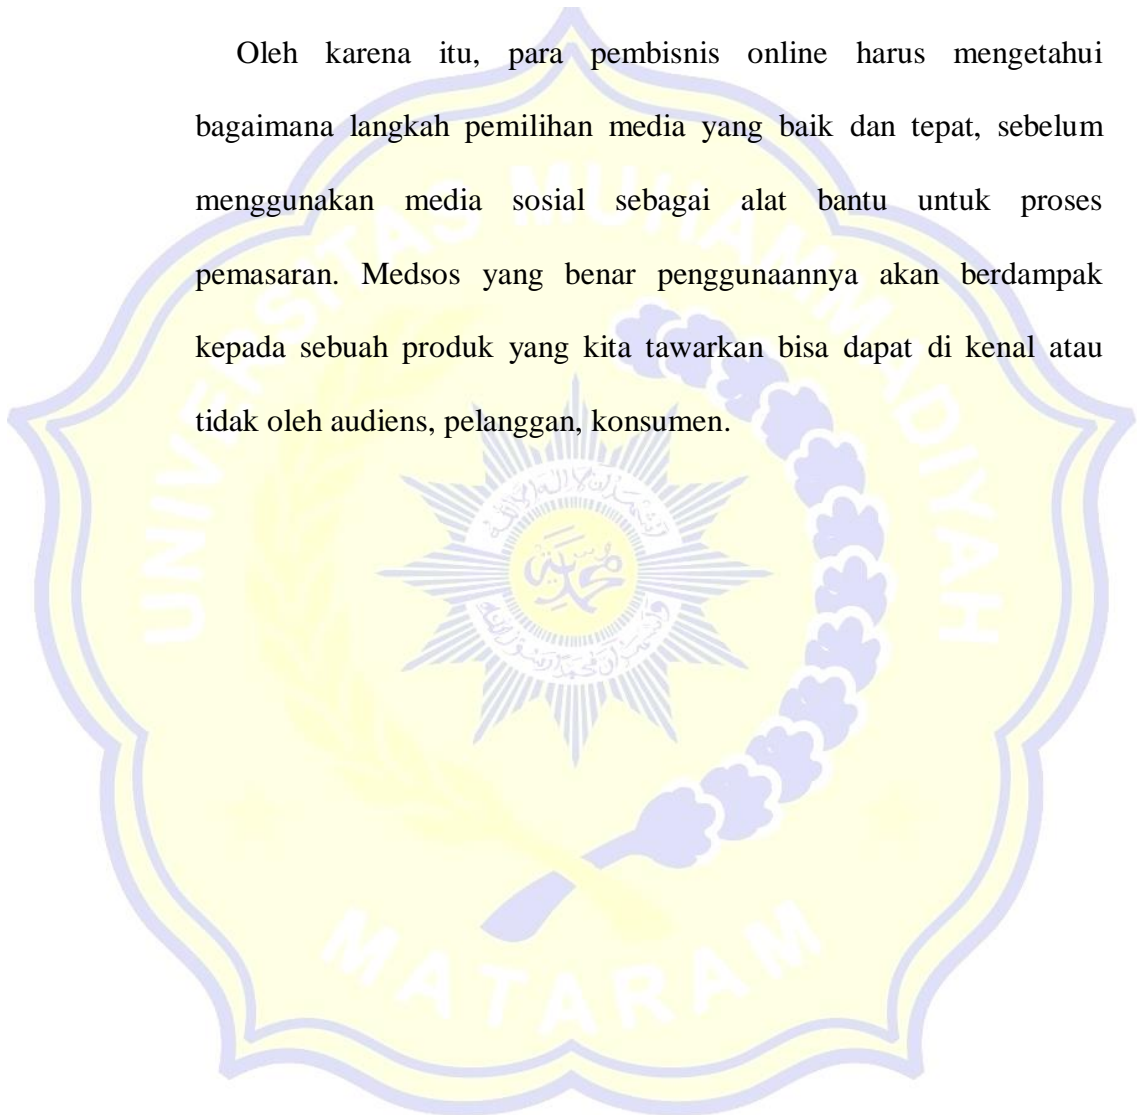 Oleh karena itu, para pembisnis online harus mengetahui
bagaimana langkah pemilihan media yang baik dan tepat, sebelum
menggunakan media sosial sebagai alat bantu untuk proses
pemasaran. Medsos yang benar penggunaannya akan berdampak
kepada sebuah produk yang kita tawarkan bisa dapat di kenal atau
tidak oleh audiens, pelanggan, konsumen.
UNIVERSITAS MUHAMMADIYAH
MATARAM